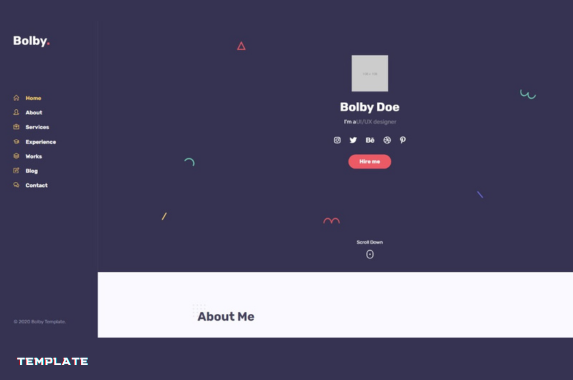 Bolby.
Home
About
Services
Experience
Works
Blog
Contact
© 2020 Bolby Template.
Bolby Doe
I'm a UI/UX designer
Hire me
Scroll Down
About Me
TEMPLATE